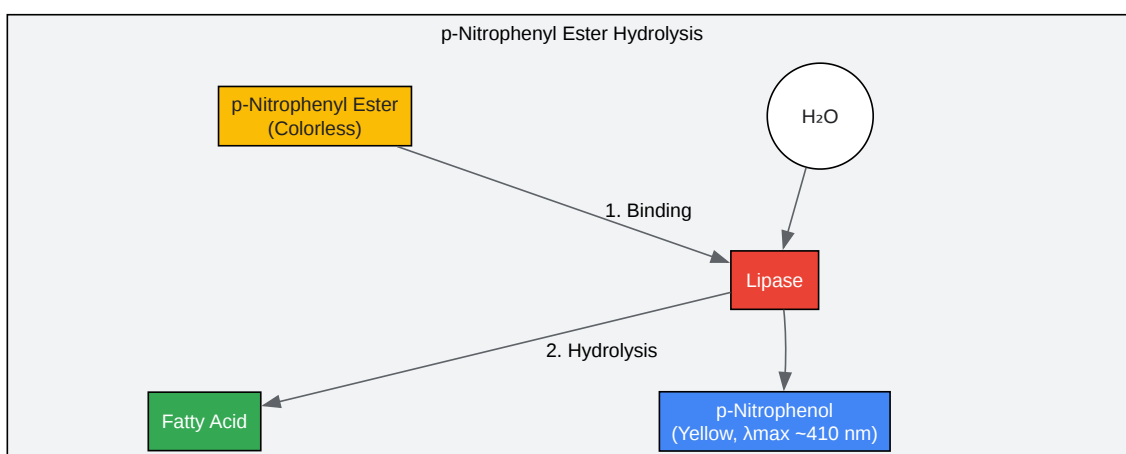 p-Nitrophenyl Ester Hydrolysis
p-Nitrophenyl Ester
(Colorless)
H₂O
1. Binding
Lipase
2. Hydrolysis
Fatty Acid
p-Nitrophenol
(Yellow, λmax ~410 nm)